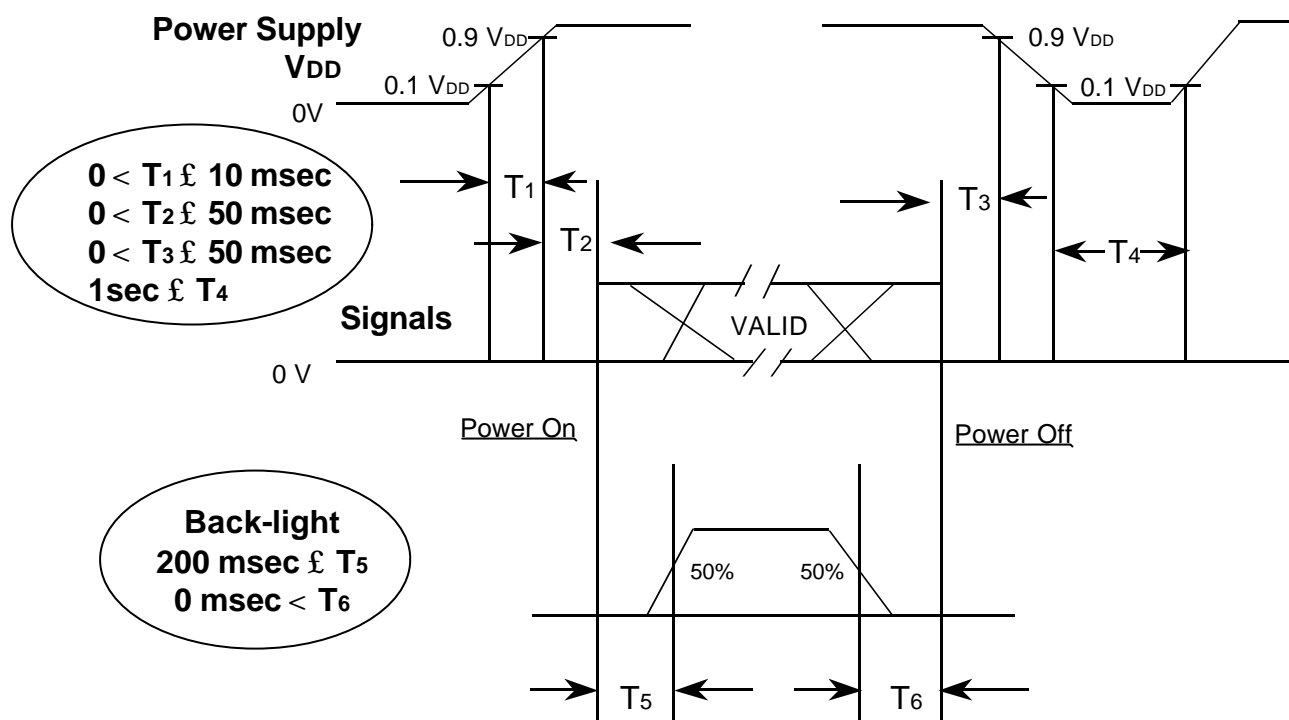 Power Supply
VDD
0.9 VDD
0.1 VDD
0V
0.9 VDD
0.1 VDD
0 < T1 £ 10 msec
0 < T2 £ 50 msec
0 < T3 £ 50 msec
1sec £ T4
T1
T2
T3
T4
Signals
VALID
0 V
Power On
Power Off
Back-light
200 msec £ T5
0 msec < T6
50%
50%
T5
T6